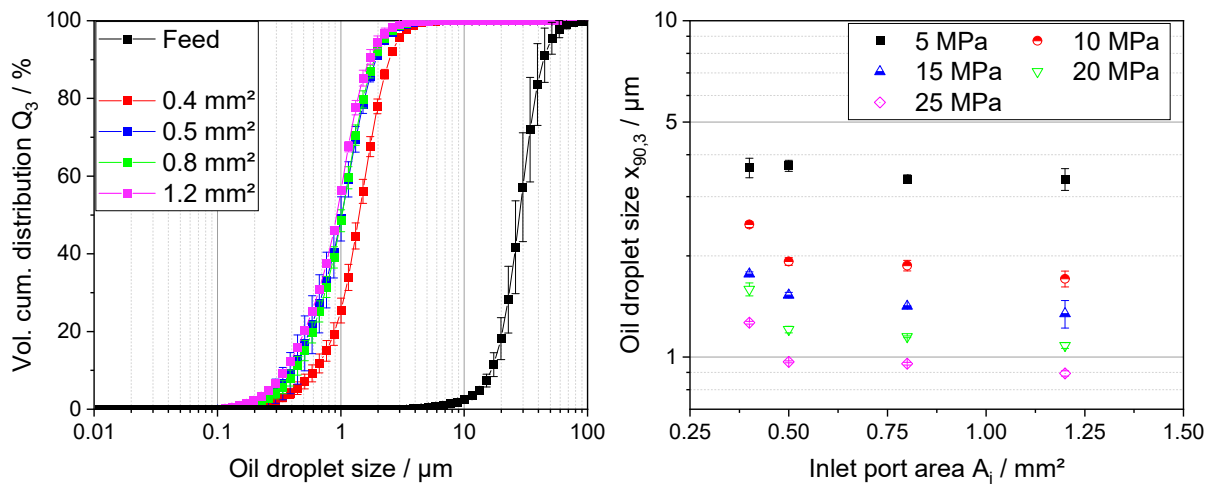 Vol. cum. distribution Q₃ / %
100
80
60
40
20
0
Feed
0.4 mm²
0.5 mm²
0.8 mm²
1.2 mm²
0.01
0.1
1
10
100
Oil droplet size / µm
Oil droplet size x₉₀,₃ / µm
10
5
1
5 MPa
10 MPa
15 MPa
20 MPa
25 MPa
0.25
0.50
0.75
1.00
1.25
1.50
Inlet port area Aᵢ / mm²